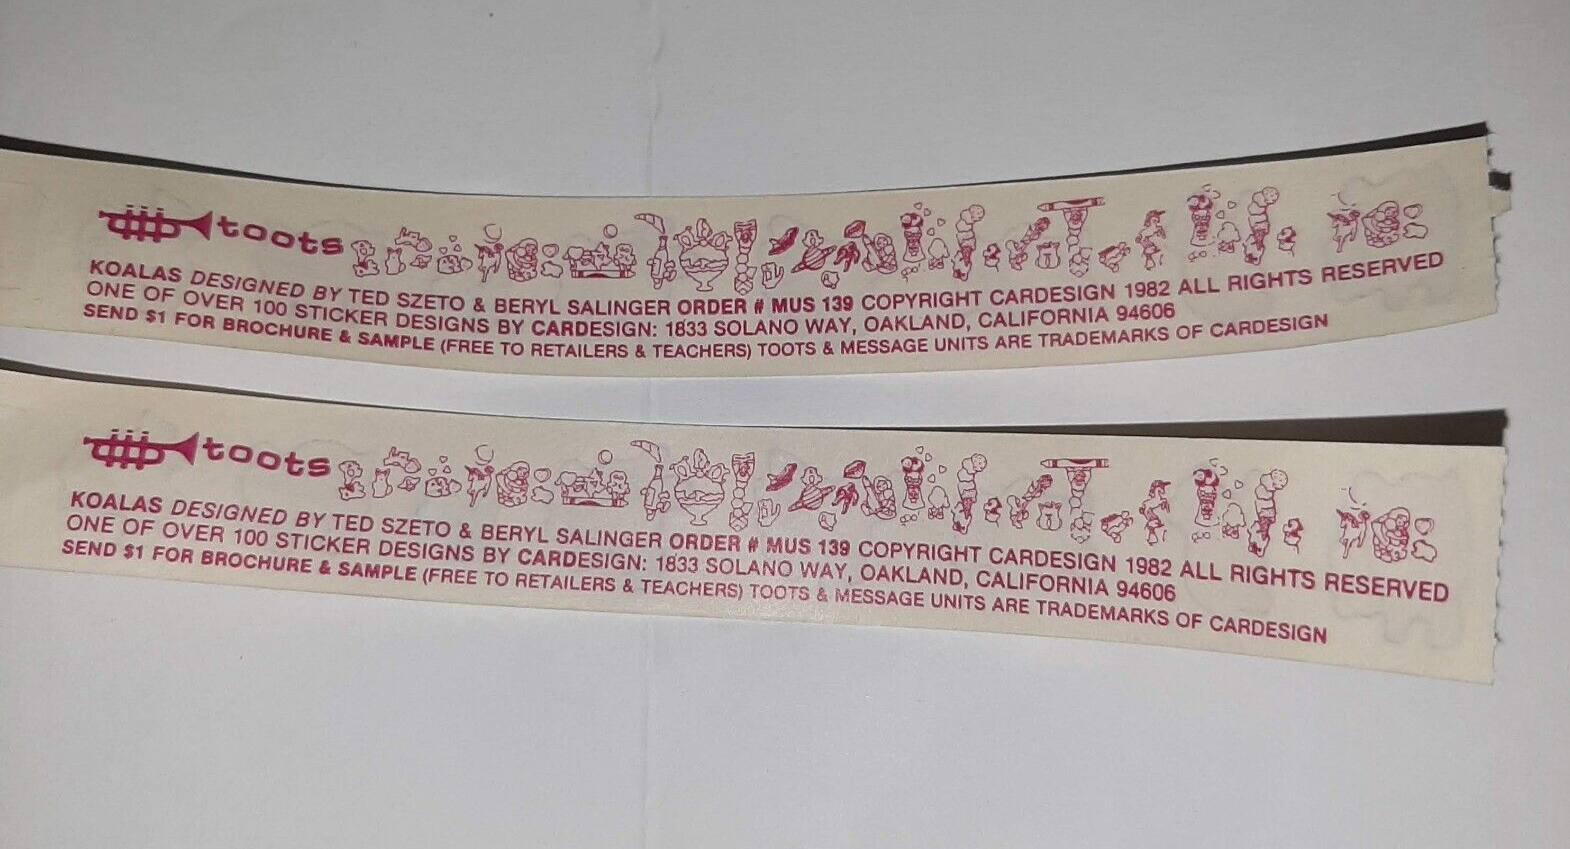 toots
KOALAS DESIGNED BY TED SZETO & BERYL SALINGER ORDER # MUS 139 COPYRIGHT CARDESIGN 1982 ALL RIGHTS RESERVED
ONE OF OVER 100 STICKER DESIGNS BY CARDESIGN: 1833 SOLANO WAY, OAKLAND, CALIFORNIA 94606
SEND $1 FOR BROCHURE & SAMPLE (FREE TO RETAILERS & TEACHERS) TOOTS & MESSAGE UNITS ARE TRADEMARKS OF CARDESIGN
toots
KOALAS DESIGNED BY TED SZETO & BERYL SALINGER ORDER # MUS 139 COPYRIGHT CARDESIGN 1982 ALL RIGHTS RESERVED
ONE OF OVER 100 STICKER DESIGNS BY CARDESIGN: 1833 SOLANO WAY, OAKLAND, CALIFORNIA 94606
SEND $1 FOR BROCHURE & SAMPLE (FREE TO RETAILERS & TEACHERS) TOOTS & MESSAGE UNITS ARE TRADEMARKS OF CARDESIGN